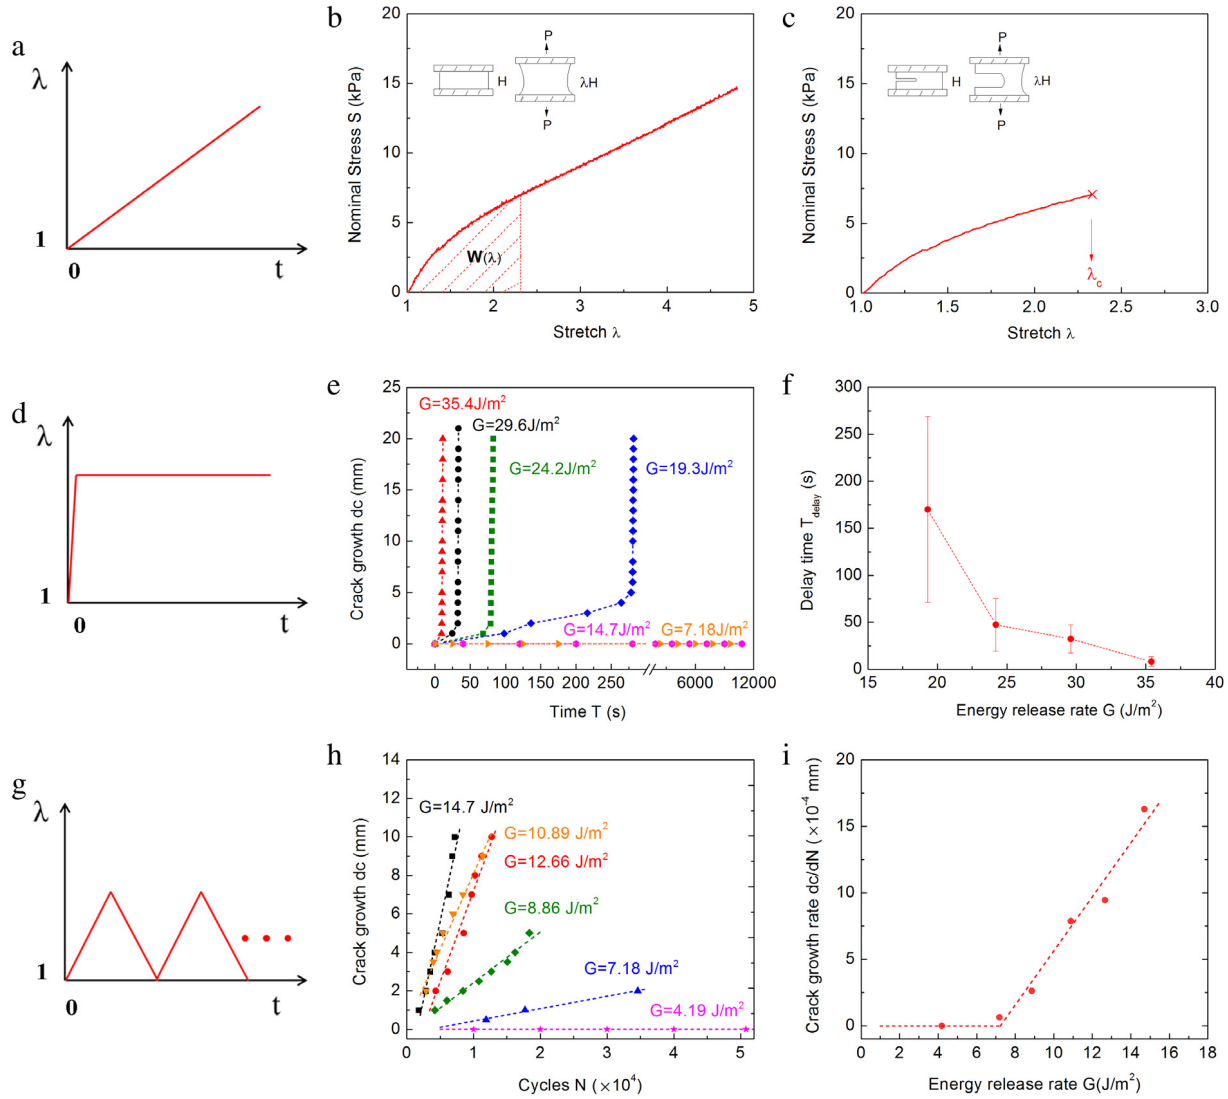 a
λ
1
0
t
b
Nominal Stress S (kPa)
20
15
10
5
0
1
2
3
4
5
Stretch λ
P
H
λH
P
W(λ)
c
Nominal Stress S (kPa)
20
15
10
5
0
1.0
1.5
2.0
2.5
3.0
Stretch λ
P
H
λH
P
λc
d
λ
1
0
t
e
Crack growth dc (mm)
25
20
15
10
5
0
0
50
100
150
200
250
6000
12000
Time T (s)
G=35.4J/m²
G=29.6J/m²
G=24.2J/m²
G=19.3J/m²
G=14.7J/m²
G=7.18J/m²
f
Delay time Tdelay (s)
300
250
200
150
100
50
0
15
20
25
30
35
40
Energy release rate G (J/m²)
g
λ
1
0
t
h
Crack growth dc (mm)
14
12
10
8
6
4
2
0
0
1
2
3
4
5
Cycles N (×10⁴)
G=14.7 J/m²
G=10.89 J/m²
G=12.66 J/m²
G=8.86 J/m²
G=7.18 J/m²
G=4.19 J/m²
i
Crack growth rate dc/dN (×10⁻⁴ mm)
20
15
10
5
0
0
2
4
6
8
10
12
14
16
18
Energy release rate G(J/m²)